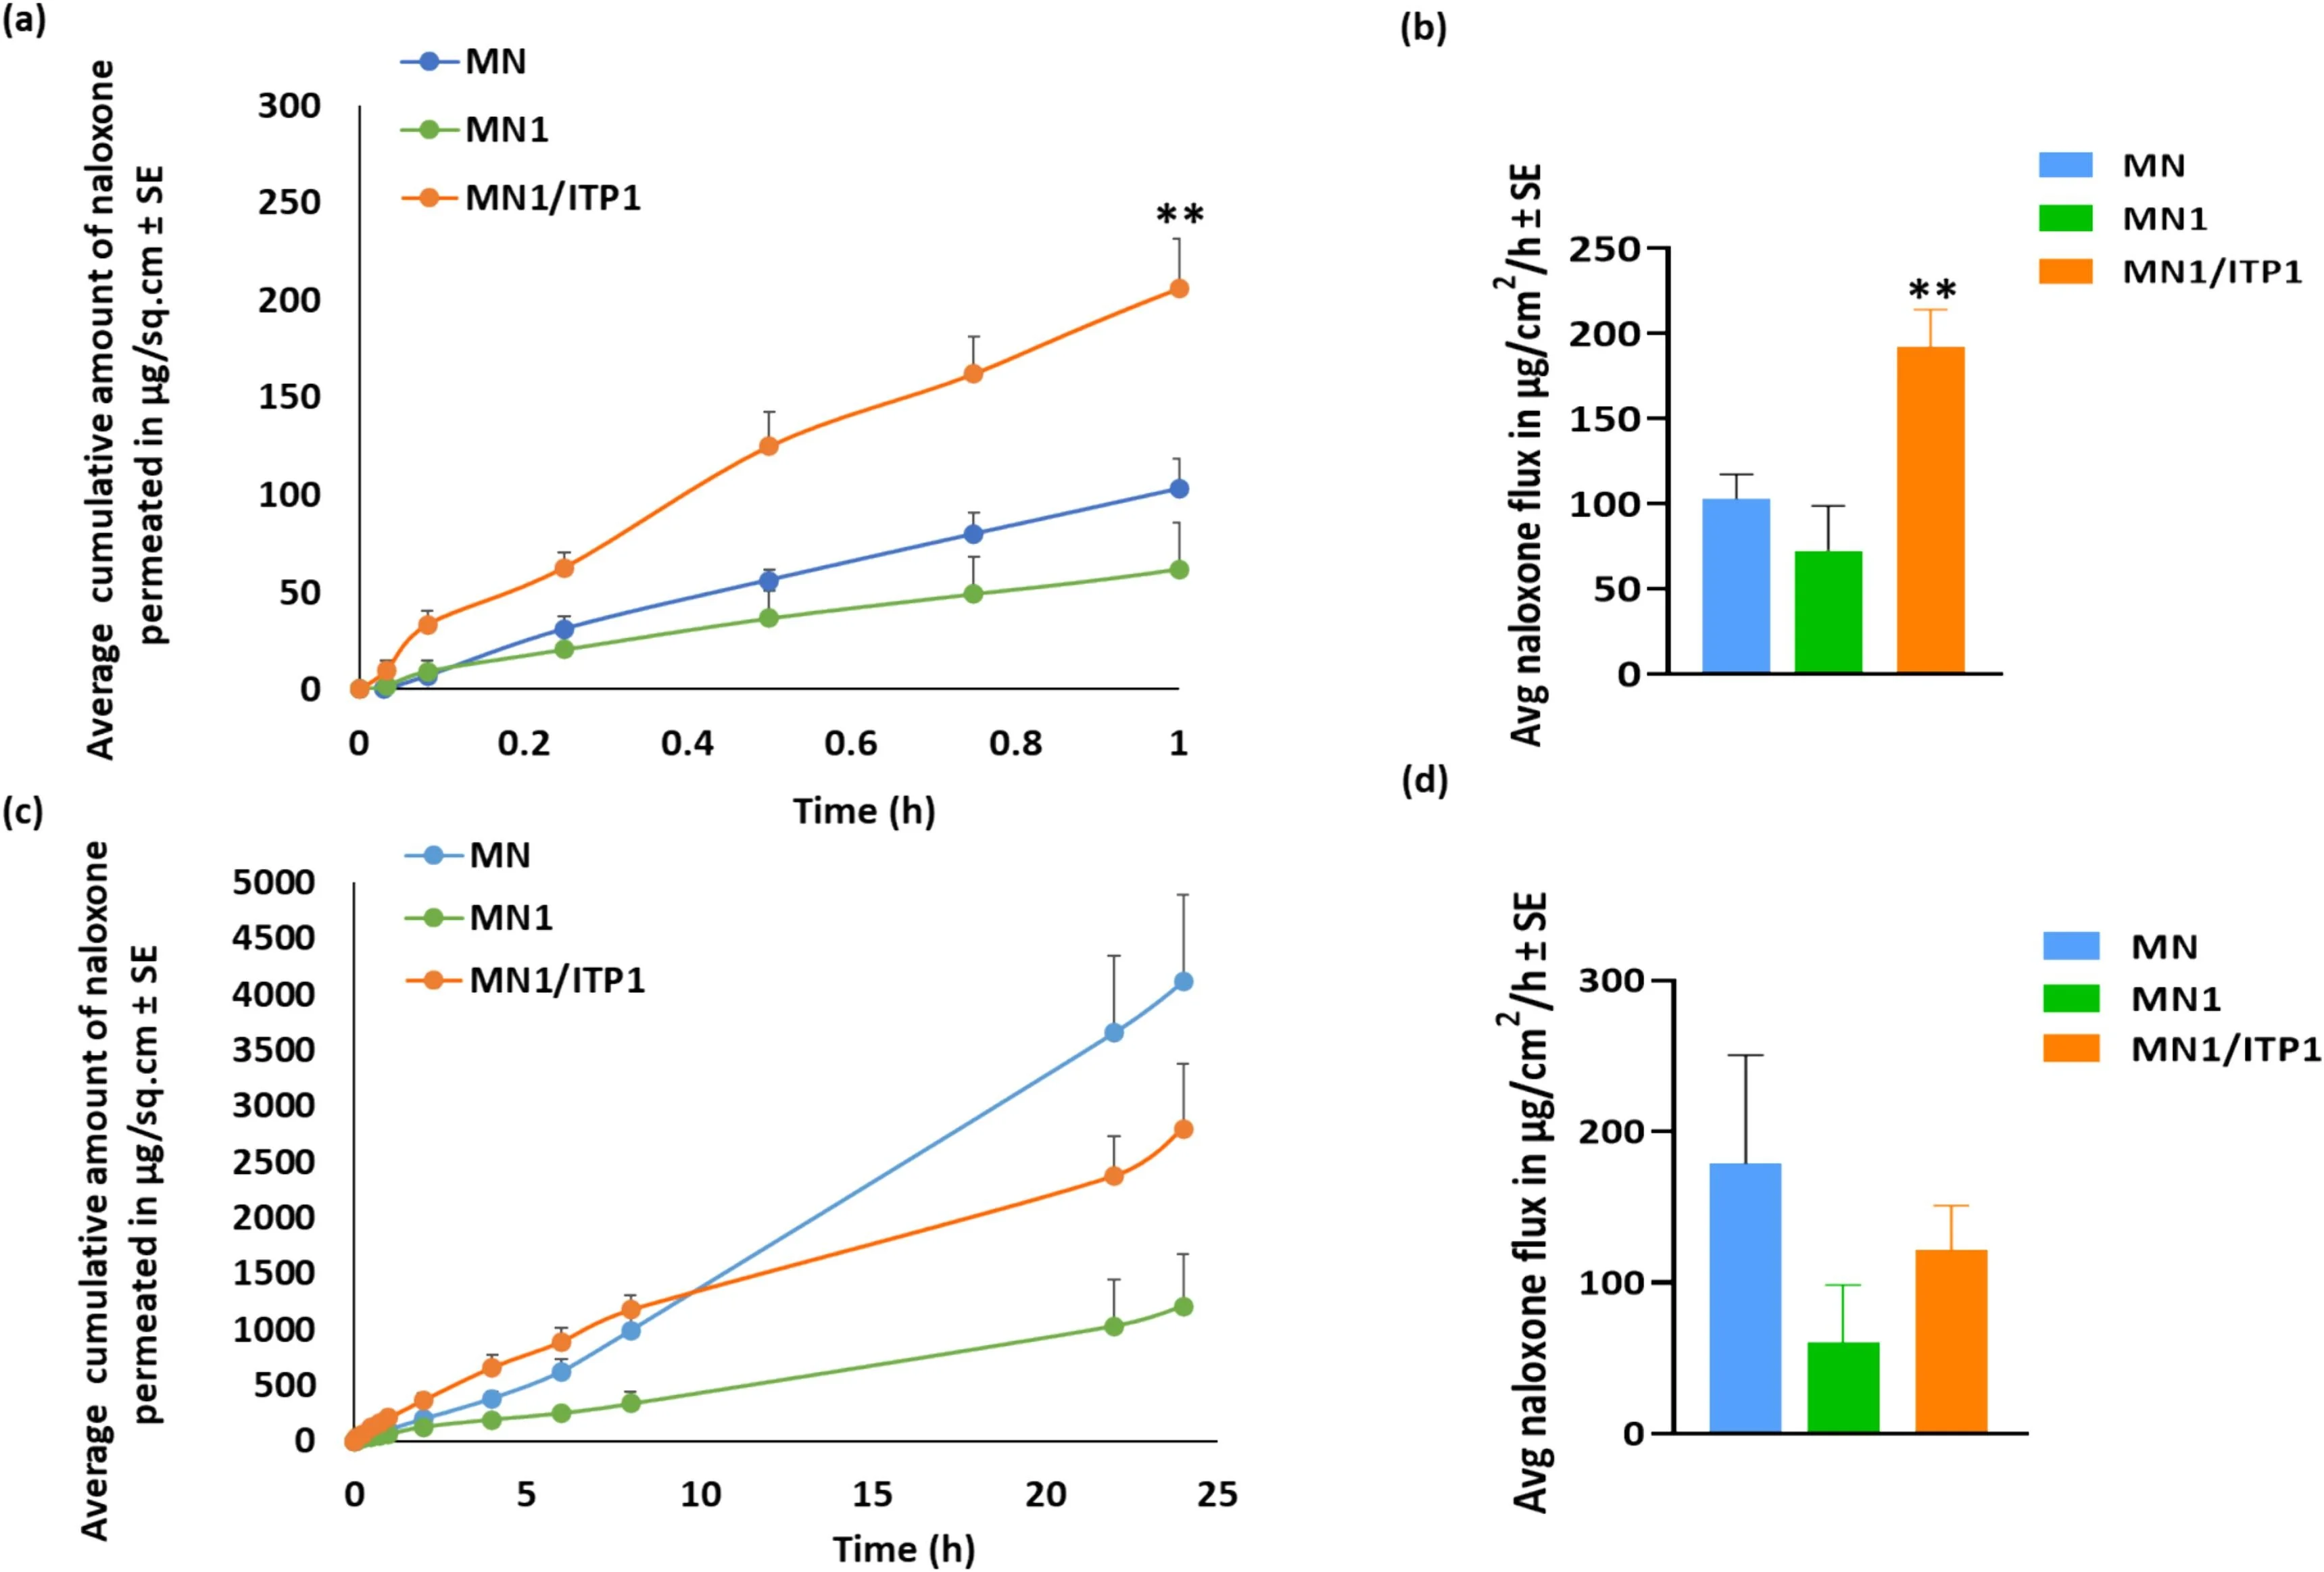 (a)
Average cumulative amount of naloxone
permeated in µg/sq.cm ± SE
MN
MN1
MN1/ITP1
300
250
200
150
100
50
0
**
0 0.2 0.4 0.6 0.8 1
Time (h)
(b)
Avg naloxone flux in µg/cm²/h ± SE
250
200
150
100
50
0
**
MN
MN1
MN1/ITP1
(c)
Average cumulative amount of naloxone
permeated in µg/sq.cm ± SE
MN
MN1
MN1/ITP1
5000
4500
4000
3500
3000
2500
2000
1500
1000
500
0
0 5 10 15 20 25
Time (h)
(d)
Avg naloxone flux in µg/cm²/h ± SE
300
200
100
0
MN
MN1
MN1/ITP1